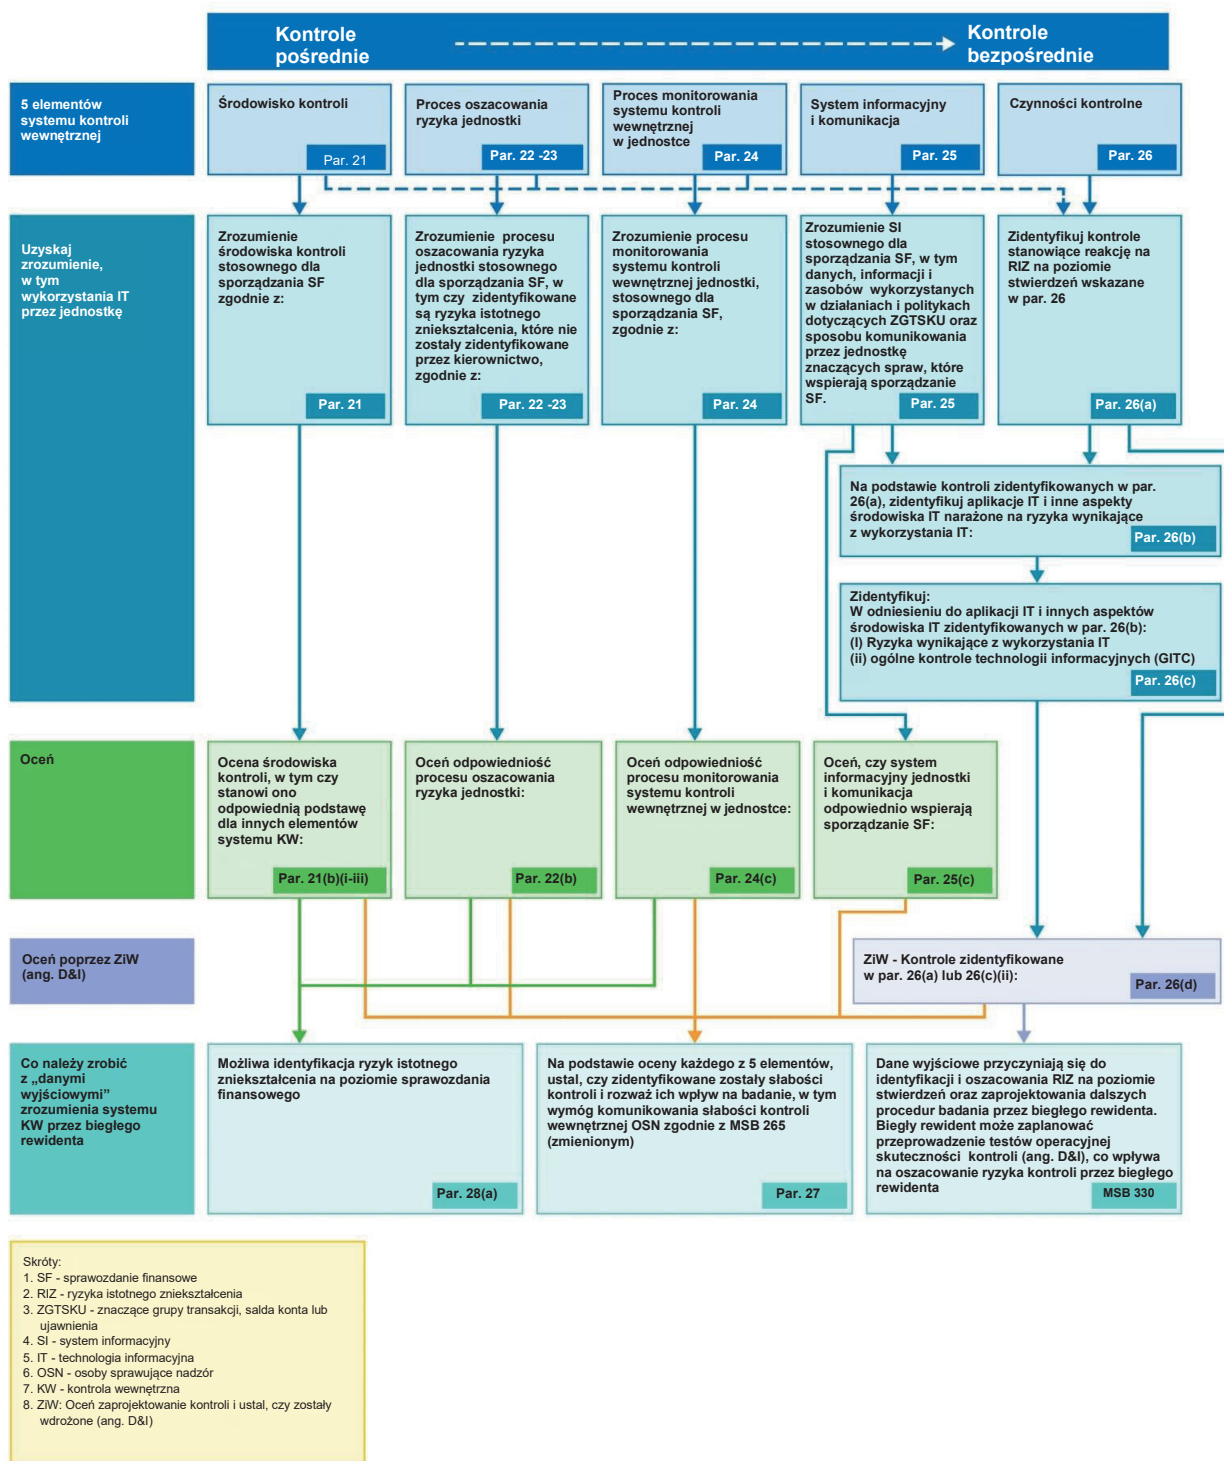 Kontrole
pośrednie
Kontrole
bezpośrednie
5 elementów
systemu kontroli
wewnętrznej
Środowisko kontroli
Par. 21
Proces oszacowania
ryzyka jednostki
Par. 22 -23
Proces monitorowania
systemu kontroli
wewnętrznej
w jednostce
Par. 24
System informacyjny
i komunikacja
Par. 25
Czynności kontrolne
Par. 26
Uzyskaj
zrozumienie,
w tym
wykorzystania IT
przez jednostkę
Zrozumienie
środowiska kontroli
stosownego dla
sporządzania SF
zgodnie z:
Par. 21
Zrozumienie procesu
oszacowania ryzyka
jednostki stosownego
dla sporządzania SF, w
tym czy zidentyfikowane
są ryzyka istotnego
zniekształcenia, które nie
zostały zidentyfikowane
przez kierownictwo,
zgodnie z:
Par. 22 -23
Zrozumienie procesu
monitorowania
systemu kontroli
wewnętrznej jednostki,
stosownego dla
sporządzania SF,
zgodnie z:
Par. 24
Zrozumienie SI
stosownego dla
sporządzania SF, w tym
danych, informacji i
zasobów wykorzystanych
w działaniach i politykach
dotyczących ZGTSKU oraz
sposobu komunikowania
przez jednostkę
znaczących spraw, które
wspierają sporządzanie
SF.
Par. 25
Zidentyfikuj kontrole
stanowiące reakcję na
RIZ na poziomie
stwierdzeń wskazane
w par. 26
Par. 26(a)
Na podstawie kontroli zidentyfikowanych w par.
26(a), zidentyfikuj aplikacje IT i inne aspekty
środowiska IT narażone na ryzyka wynikające
z wykorzystania IT:
Par. 26(b)
Zidentyfikuj:
W odniesieniu do aplikacji IT i innych aspektów
środowiska IT zidentyfikowanych w par. 26(b):
(I) Ryzyka wynikające z wykorzystania IT
(ii) ogólne kontrole technologii informacyjnych (GITC)
Par. 26(c)
Oceń
Ocena środowiska
kontroli, w tym czy
stanowi ono
odpowiednią podstawę
dla innych elementów
systemu KW:
Par. 21(b)(i-iii)
Oceń odpowiedniość
procesu oszacowania
ryzyka jednostki:
Par. 22(b)
Oceń odpowiedniość
procesu monitorowania
systemu kontroli
wewnętrznej w jednostce:
Par. 24(c)
Oceń, czy system
informacyjny jednostki
i komunikacja
odpowiednio wspierają
sporządzanie SF:
Par. 25(c)
Oceń poprzez ZiW
(ang. D&I)
ZiW - Kontrole zidentyfikowane
w par. 26(a) lub 26(c)(ii):
Par. 26(d)
Co należy zrobić
z „danymi
wyjściowymi”
zrozumienia systemu
KW przez biegłego
rewidenta
Możliwa identyfikacja ryzyk istotnego
zniekształcenia na poziomie sprawozdania
finansowego
Par. 28(a)
Na podstawie oceny każdego z 5 elementów,
ustal, czy zidentyfikowane zostały słabości
kontroli i rozważ ich wpływ na badanie, w tym
wymóg komunikowania słabości kontroli
wewnętrznej OSN zgodnie z MSB 265
(zmienionym)
Par. 27
Dane wyjściowe przyczyniają się do
identyfikacji i oszacowania RIZ na poziomie
stwierdzeń oraz zaprojektowania dalszych
procedur badania przez biegłego rewidenta.
Biegły rewident może zaplanować
przeprowadzenie testów operacyjnej
skuteczności kontroli (ang. D&I), co wpływa
na oszacowanie ryzyka kontroli przez biegłego
rewidenta
MSB 330
Skróty:
1. SF - sprawozdanie finansowe
2. RIZ - ryzyka istotnego zniekształcenia
3. ZGTSKU - znaczące grupy transakcji, salda konta lub
ujawnienia
4. SI - system informacyjny
5. IT - technologia informacyjna
6. OSN - osoby sprawujące nadzór
7. KW - kontrola wewnętrzna
8. ZiW: Oceń zaprojektowanie kontroli i ustal, czy zostały
wdrożone (ang. D&I)